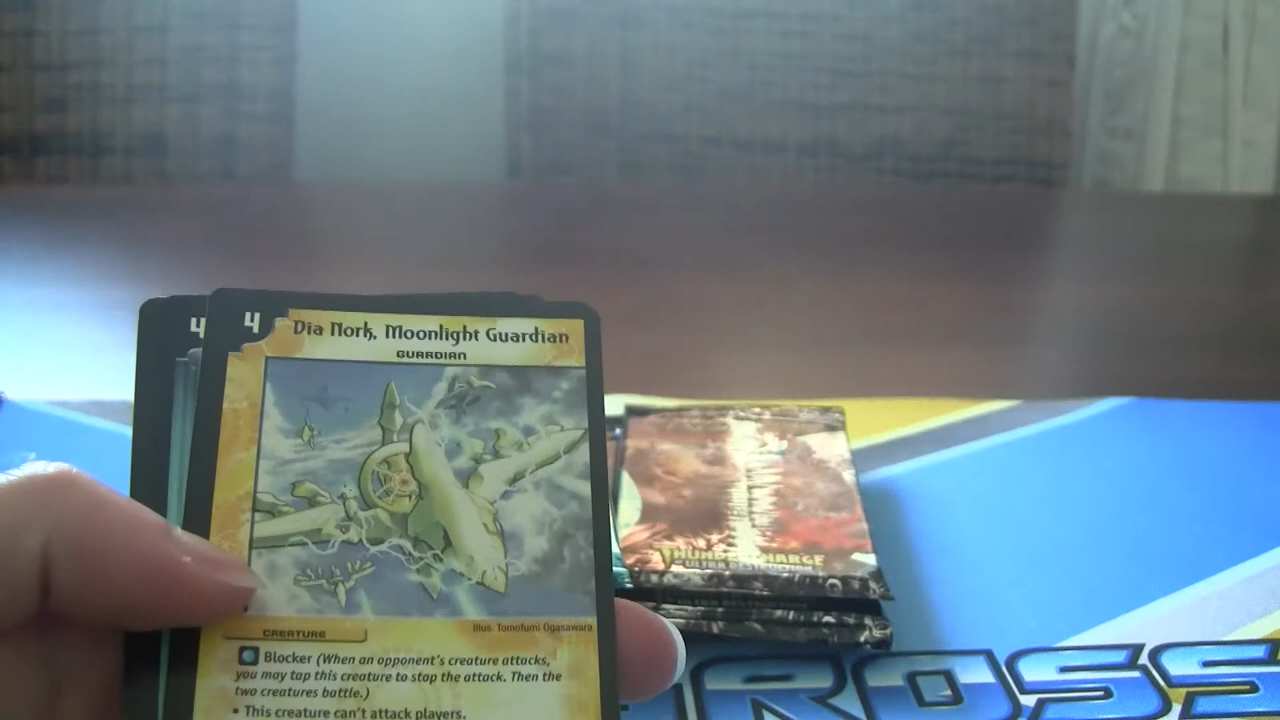 4
4
Dia Nork, Moonlight Guardian
GUARDIAN
Illus. Tomofumi Ogasawara
CREATURE
Blocker (When an opponent's creature attacks,
you may tap this creature to stop the attack. Then the
two creatures battle.)
• This creature can't attack players.
THUNDERCHARGE
ULTRA DESTRUCTION
ROSS